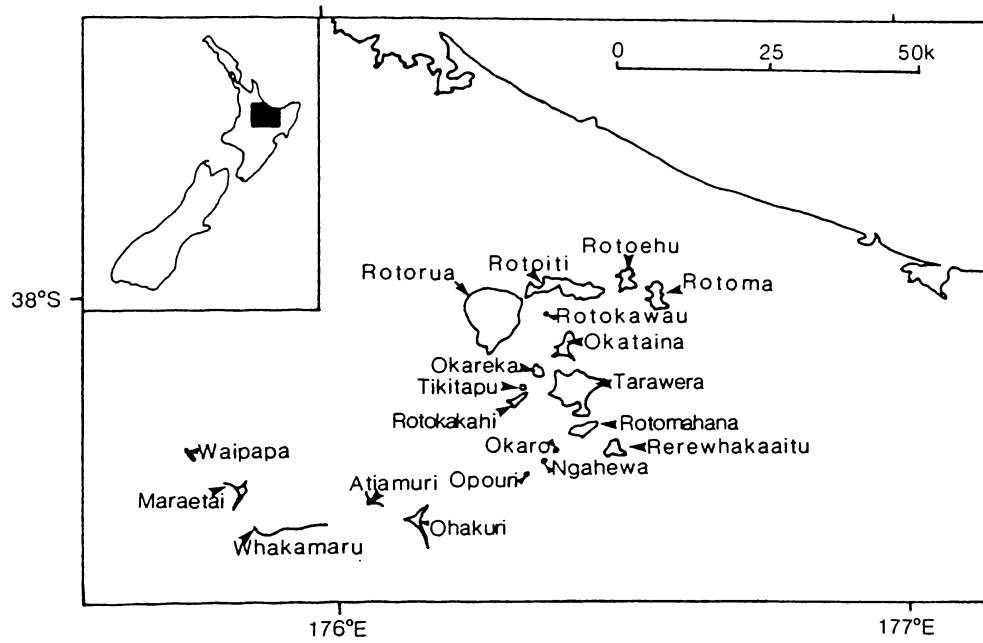 0 25 50k
Rotoehu
Rotoiti
Rotorua
Rotoma
38°S
Rotokawau
Okataina
Okareka
Tikitapu
Tarawera
Rotokakahi
Rotomahana
Okaro
Rerewhakaaitu
Waipapa
Ngahewa
Atiamuri
Opouri
Maraetai
Ohakuri
Whakamaru
176°E
177°E